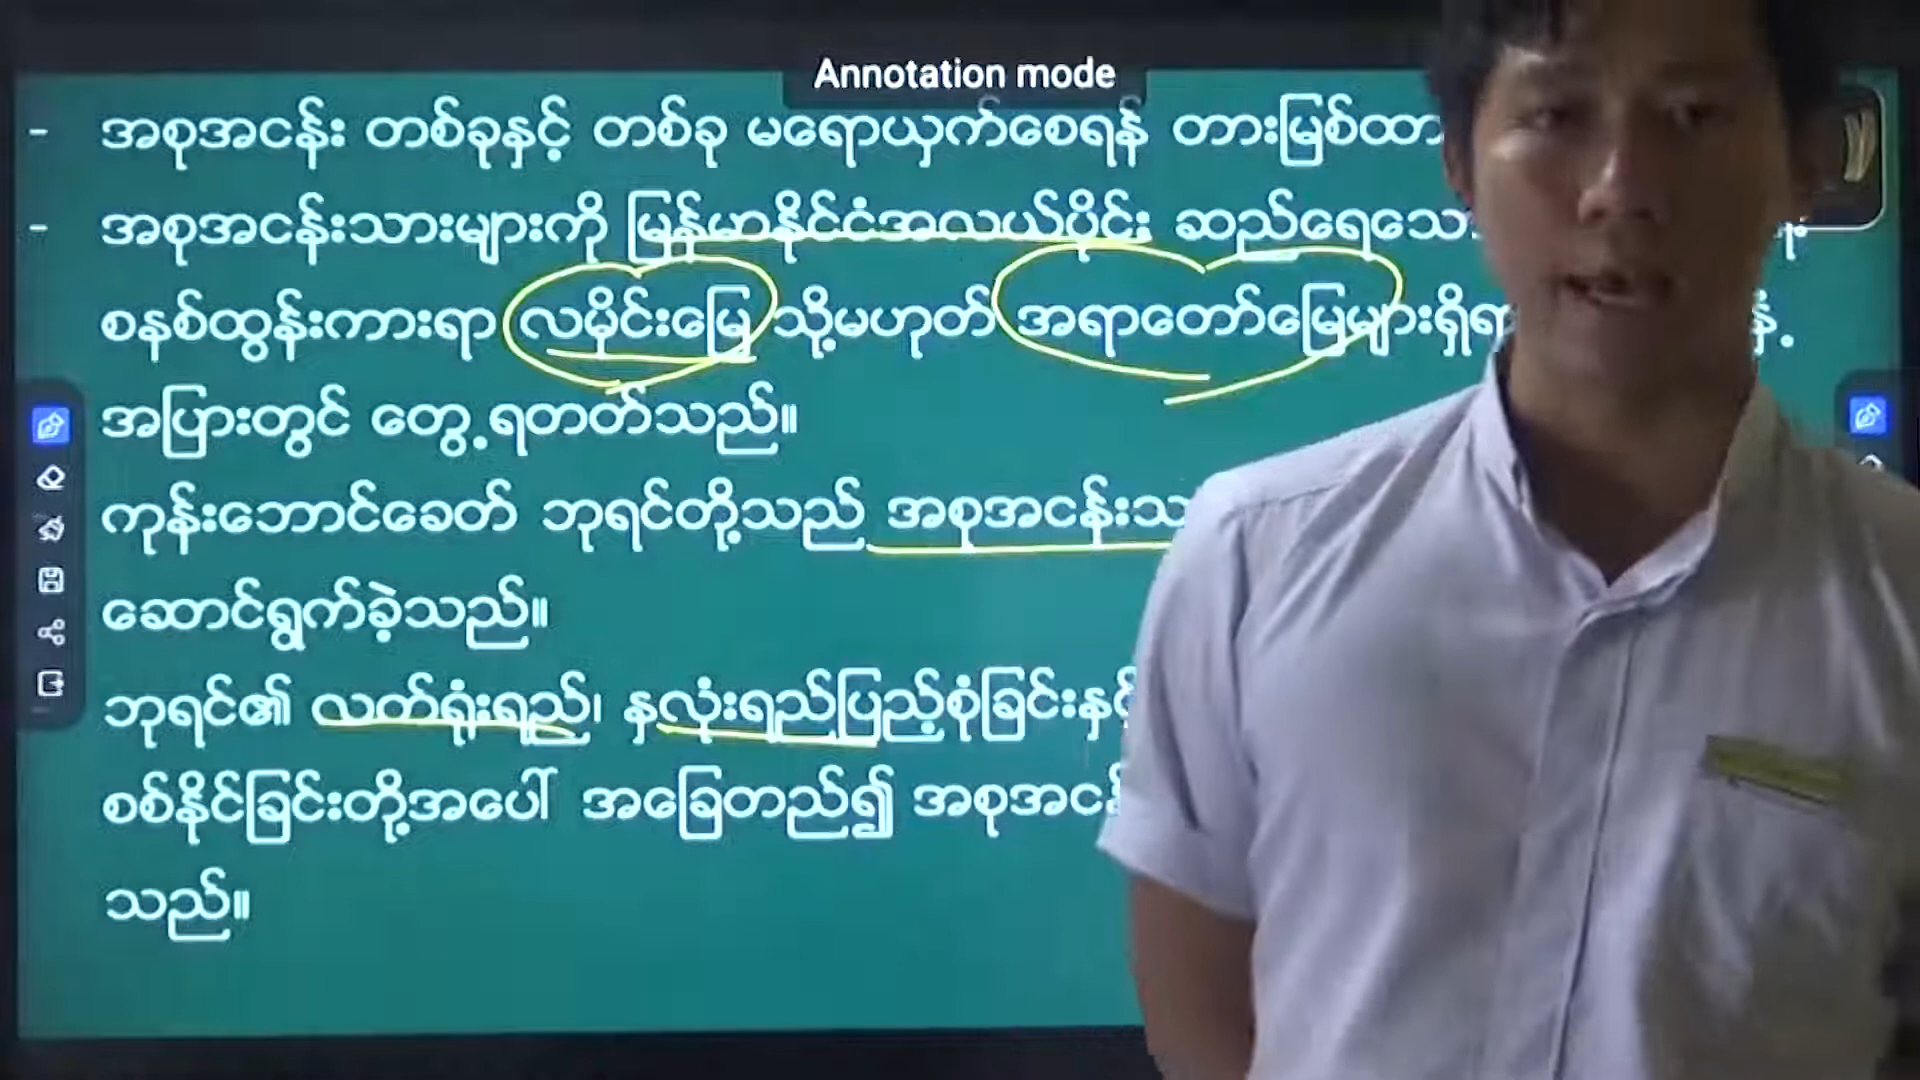 Annotation mode
- အစုအငန်း တစ်ခုနှင့် တစ်ခု မရောယှက်စေရန် တားမြစ်ထာ
- အစုအငန်းသားများကို မြန်မာနိုင်ငံအလယ်ပိုင်း ဆည်ရေသော
စနစ်ထွန်းကားရာ လမိုင်းမြေ သို့မဟုတ် အရာတော်မြေများရှိရာ
အပြားတွင် တွေ့ရတတ်သည်။
ကုန်းဘောင်ခေတ် ဘုရင်တို့သည် အစုအငန်းသ
ဆောင်ရွက်ခဲ့သည်။
ဘုရင်၏ လက်ရုံးရည်၊ နှလုံးရည်ပြည့်စုံခြင်းနှင့်
စစ်နိုင်ခြင်းတို့အပေါ် အခြေတည်၍ အစုအငန်း
သည်။